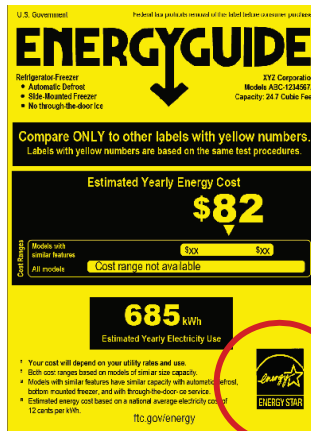 U.S. Government Federal law prohibits removal of this label before consumer purchase
ENERGYGUIDE
Refrigerator-Freezer
• Automatic Defrost
• Side-Mounted Freezer
• No through-the-door Ice
XYZ Corporatio
Models ABC-1234567
Capacity: 24.7 Cubic Fee
Compare ONLY to other labels with yellow numbers.
Labels with yellow numbers are based on the same test procedures.
Estimated Yearly Energy Cost
$82
Cost Ranges
Models with
similar features
$xx $xx
All models Cost range not available
685 kWh
Estimated Yearly Electricity Use
• Your cost will depend on your utility rates and use.
• Both cost ranges based on models of similar size capacity.
• Models with similar features have similar capacity with automatic defrost,
bottom mounted freezer, and with through-the-door-ice service.
• Estimated energy cost based on a national average electricity cost of
12 cents per kWh.
ftc.gov/energy
energy
ENERGY STAR